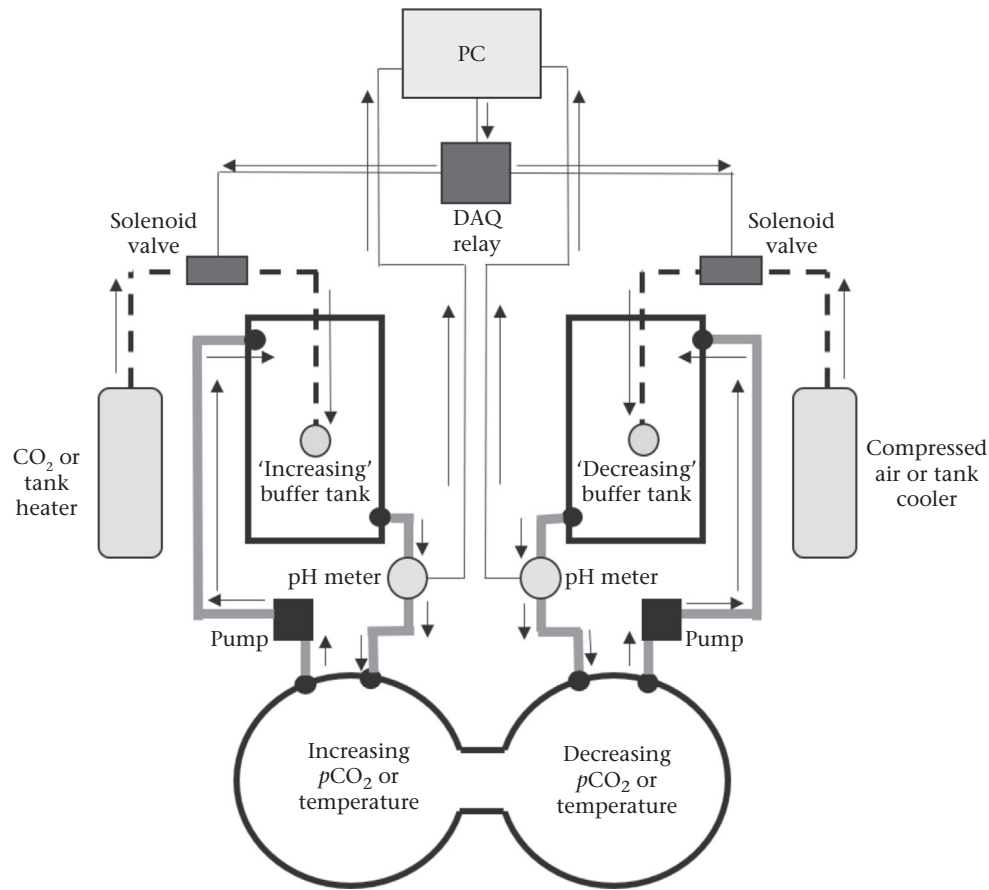 PC
DAQ
relay
Solenoid
valve
Solenoid
valve
CO₂ or
tank
heater
'Increasing'
buffer tank
'Decreasing'
buffer tank
Compressed
air or tank
cooler
pH meter
pH meter
Pump
Pump
Increasing
pCO₂ or
temperature
Decreasing
pCO₂ or
temperature